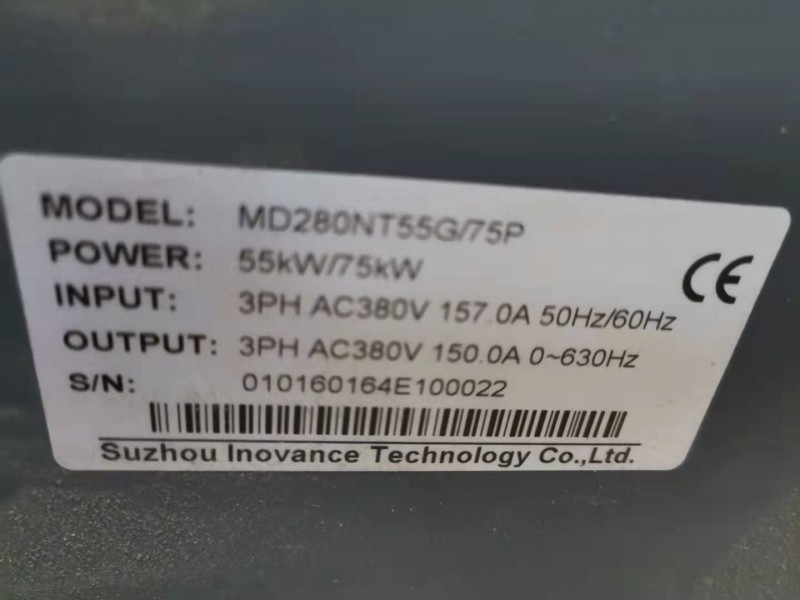 MODEL: MD280NT55G/75P
POWER: 55kW/75kW
INPUT: 3PH AC380V 157.0A 50Hz/60Hz
OUTPUT: 3PH AC380V 150.0A 0~630Hz
S/N: 010160164E100022
CE
Suzhou Inovance Technology Co.,Ltd.